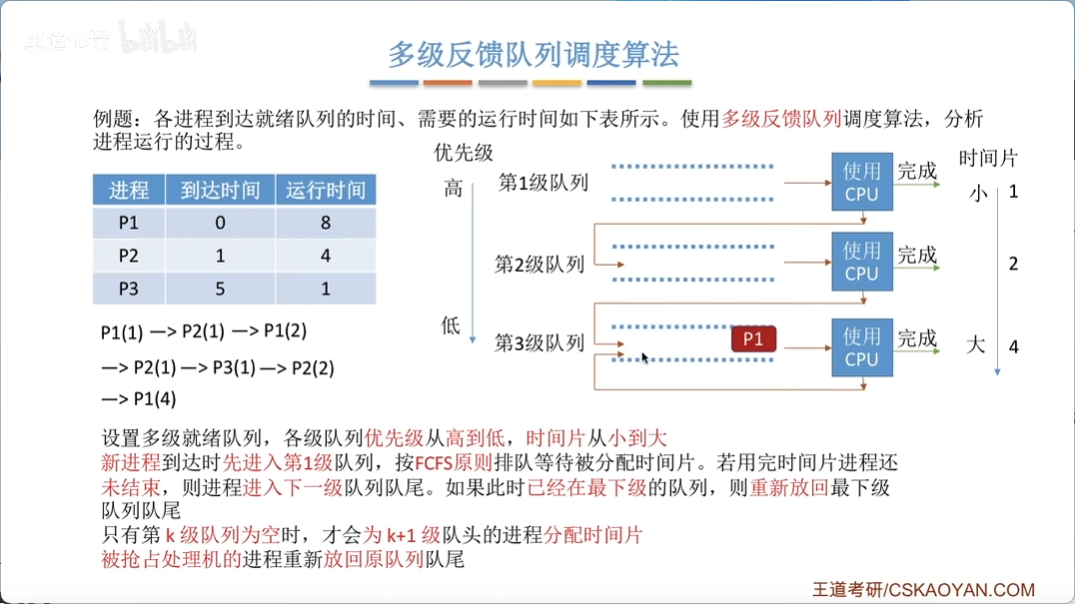 王道论坛 bilibili
多级反馈队列调度算法
例题：各进程到达就绪队列的时间、需要的运行时间如下表所示。使用多级反馈队列调度算法，分析
进程运行的过程。
进程 到达时间 运行时间
P1 0 8
P2 1 4
P3 5 1
P1(1) —> P2(1) —> P1(2)
—> P2(1) —> P3(1) —> P2(2)
—> P1(4)
优先级
高
低
第1级队列
使用
CPU
完成
第2级队列
使用
CPU
完成
第3级队列
P1
使用
CPU
完成
时间片
小 1
2
大 4
设置多级就绪队列，各级队列优先级从高到低，时间片从小到大
新进程到达时先进入第1级队列，按FCFS原则排队等待被分配时间片。若用完时间片进程还
未结束，则进程进入下一级队列队尾。如果此时已经在最下级的队列，则重新放回最下级
队列队尾
只有第 k 级队列为空时，才会为 k+1 级队头的进程分配时间片
被抢占处理机的进程重新放回原队列队尾
王道考研/CSKAOYAN.COM